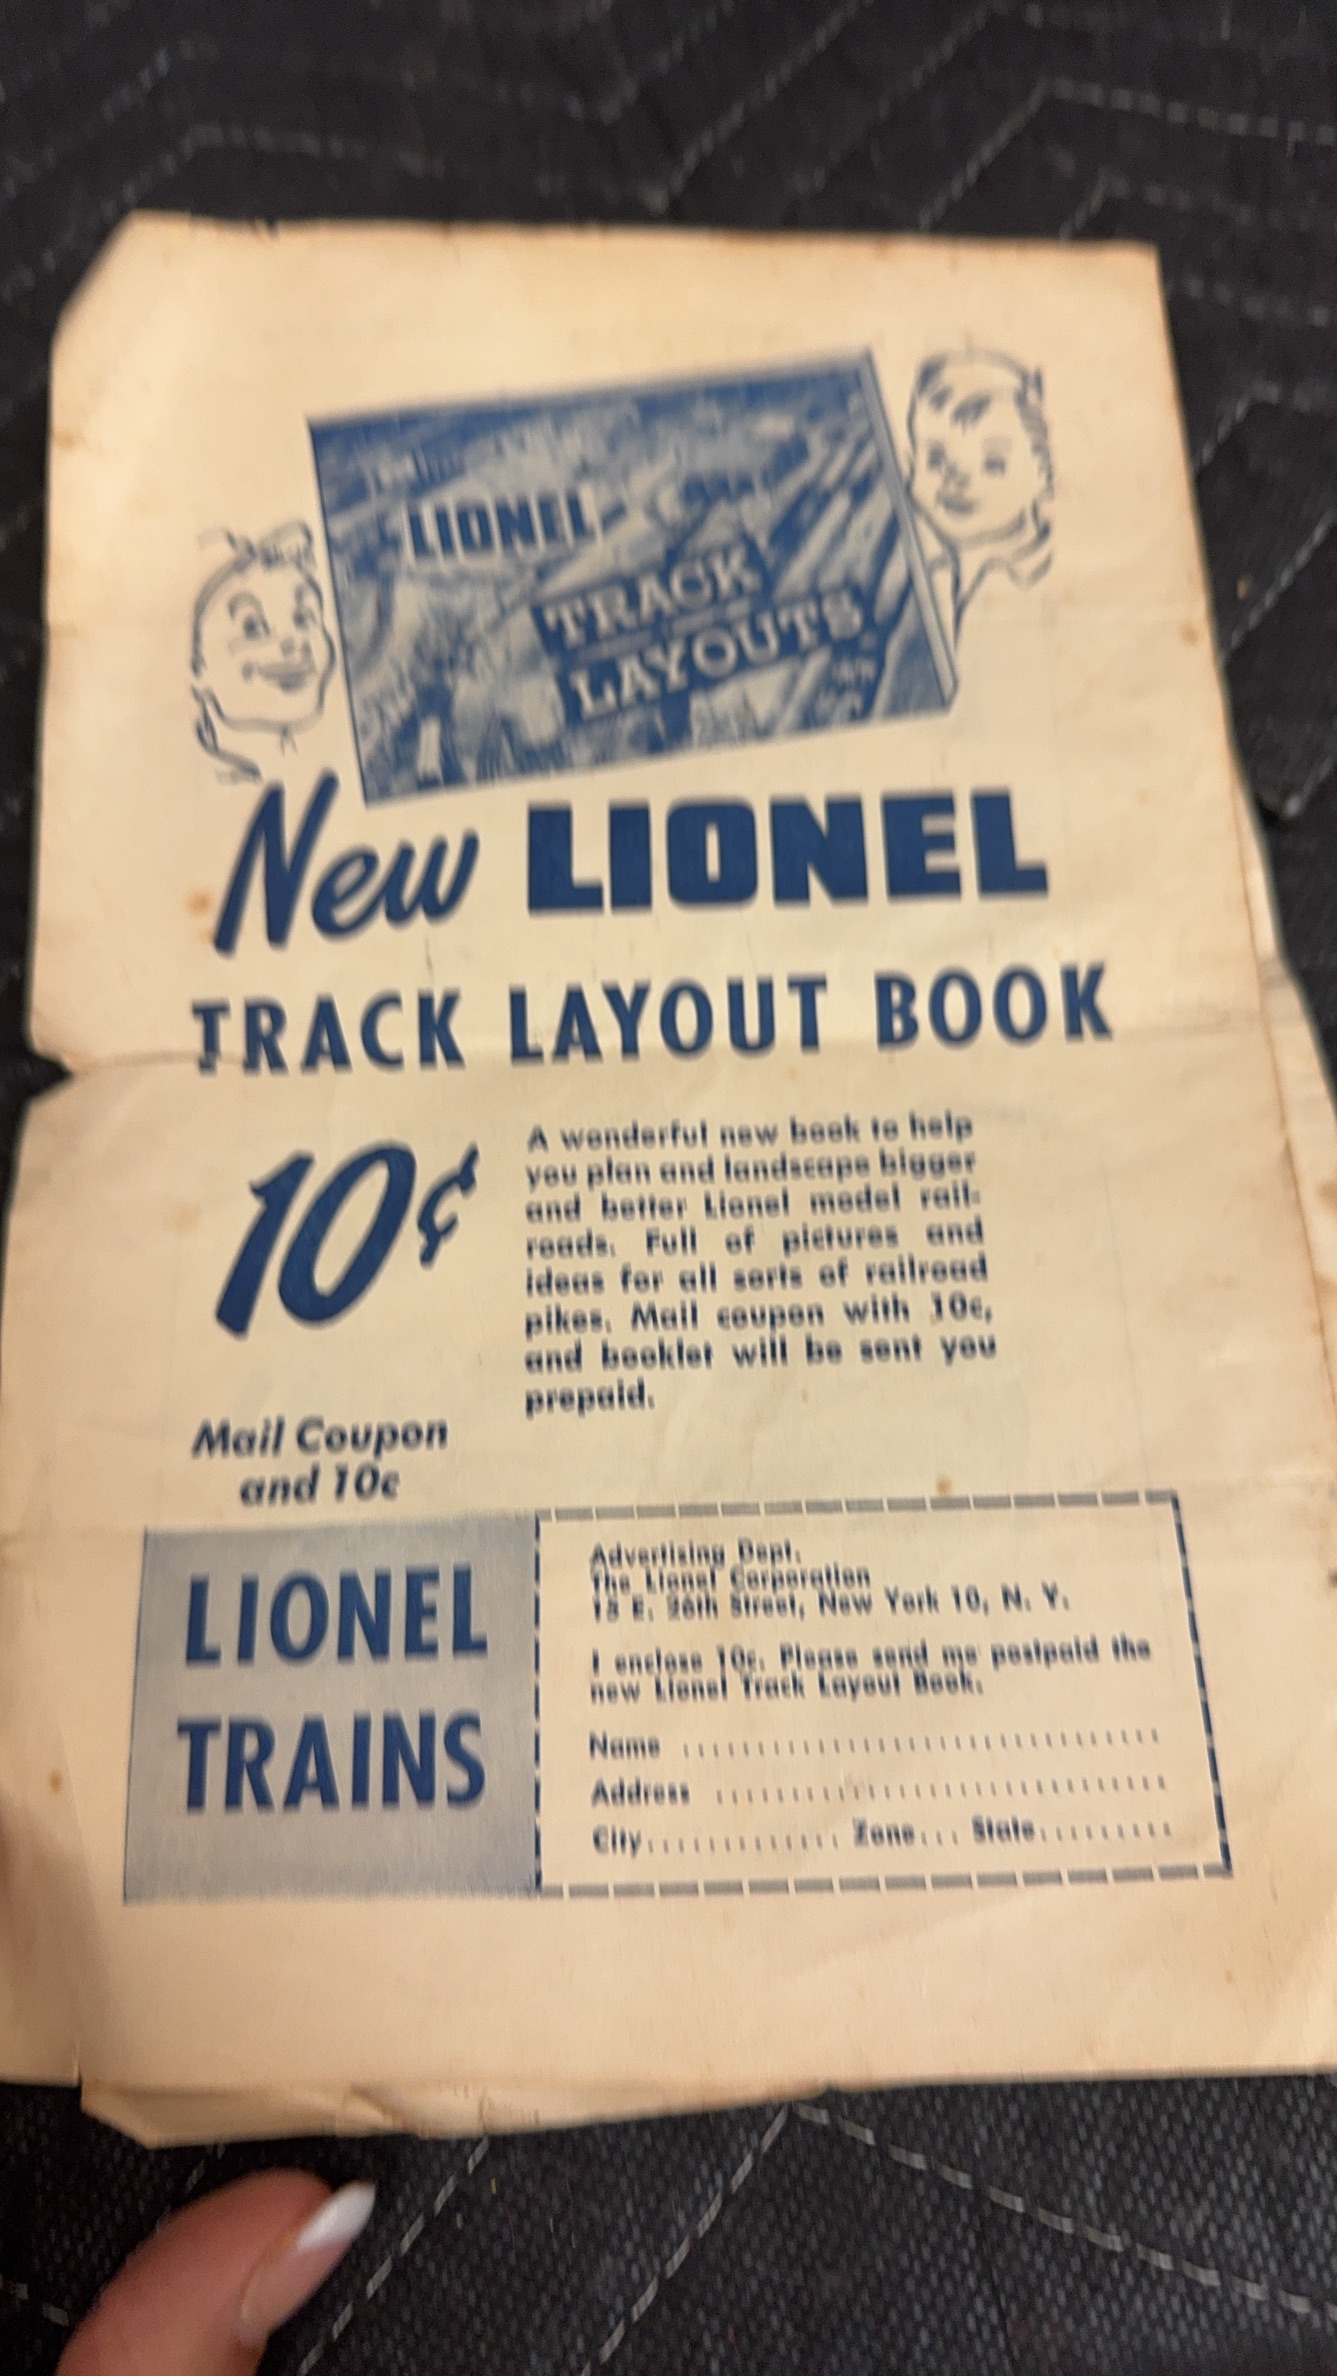 LIONEL
TRACK
LAYOUTS
New LIONEL
TRACK LAYOUT BOOK
10¢
A wonderful new book to help
you plan and landscape bigger
and better Lionel model rail-
roads. Full of pictures and
ideas for all sorts of railroad
pikes. Mail coupon with 10c,
and booklet will be sent you
prepaid.
Mail Coupon
and 10c
LIONEL
TRAINS
Advertising Dept.
The Lionel Corporation
15 E. 26th Street, New York 10, N. Y.
I enclose 10c. Please send me postpaid the
new Lionel Track Layout Book.
Name ................................
Address ..............................
City............. Zone... State.........